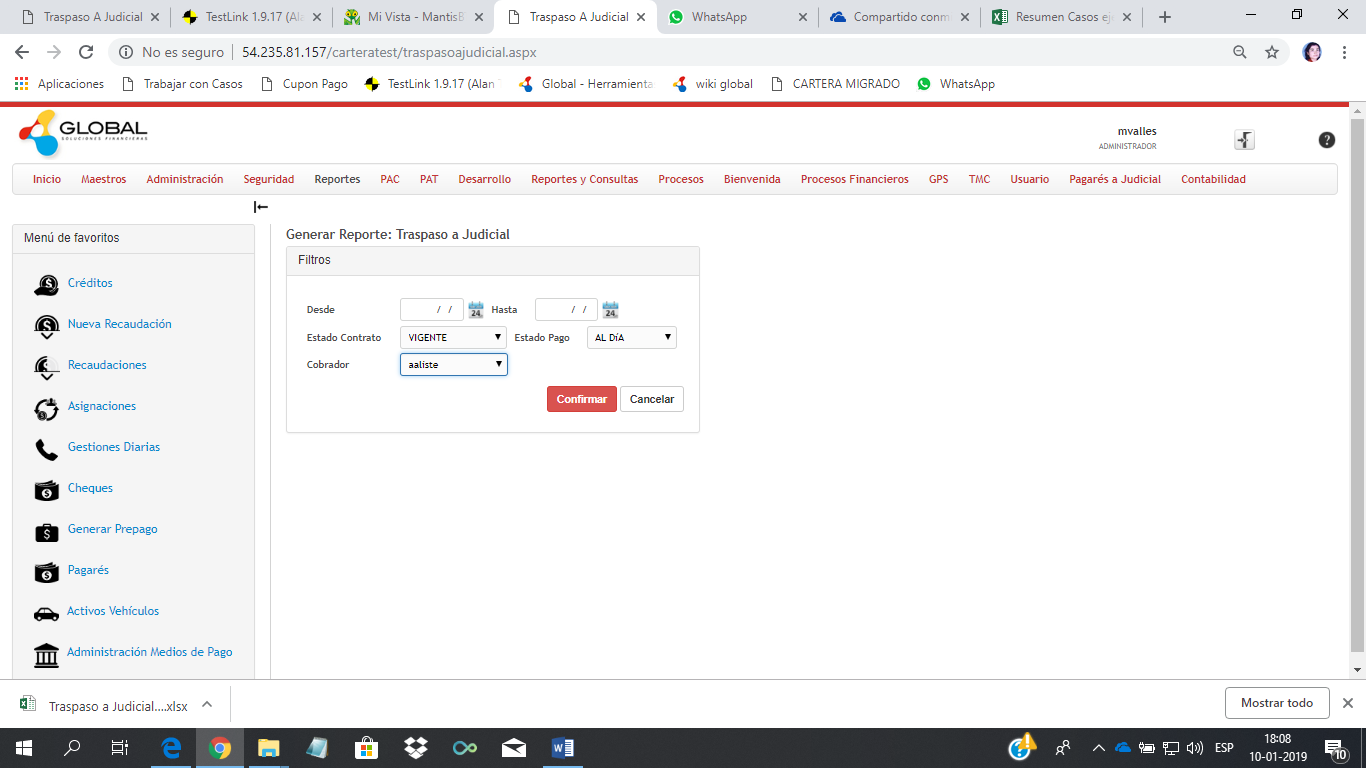 Traspaso A Judicial
TestLink 1.9.17 (Ala
Mi Vista - MantisB
Traspaso A Judicial
WhatsApp
Compartido conm
Resumen Casos eje
No es seguro
54.235.81.157/carteratest/traspasoajudicial.aspx
Aplicaciones
Trabajar con Casos
Cupon Pago
TestLink 1.9.17 (Alan
Global - Herramienta
wiki global
CARTERA MIGRADO
WhatsApp
GLOBAL
SOLUCIONES FINANCIERAS
mvalles
ADMINISTRADOR
Inicio
Maestros
Administración
Seguridad
Reportes
PAC
PAT
Desarrollo
Reportes y Consultas
Procesos
Bienvenida
Procesos Financieros
GPS
TMC
Usuario
Pagarés a Judicial
Contabilidad
Menú de favoritos
Créditos
Nueva Recaudación
Recaudaciones
Asignaciones
Gestiones Diarias
Cheques
Generar Prepago
Pagarés
Activos Vehículos
Administración Medios de Pago
Generar Reporte: Traspaso a Judicial
Filtros
Desde / / 24 Hasta / / 24
Estado Contrato VIGENTE Estado Pago AL DíA
Cobrador aaliste
Confirmar Cancelar
Traspaso a Judicial....xlsx
Mostrar todo
ESP
18:08
10-01-2019
10